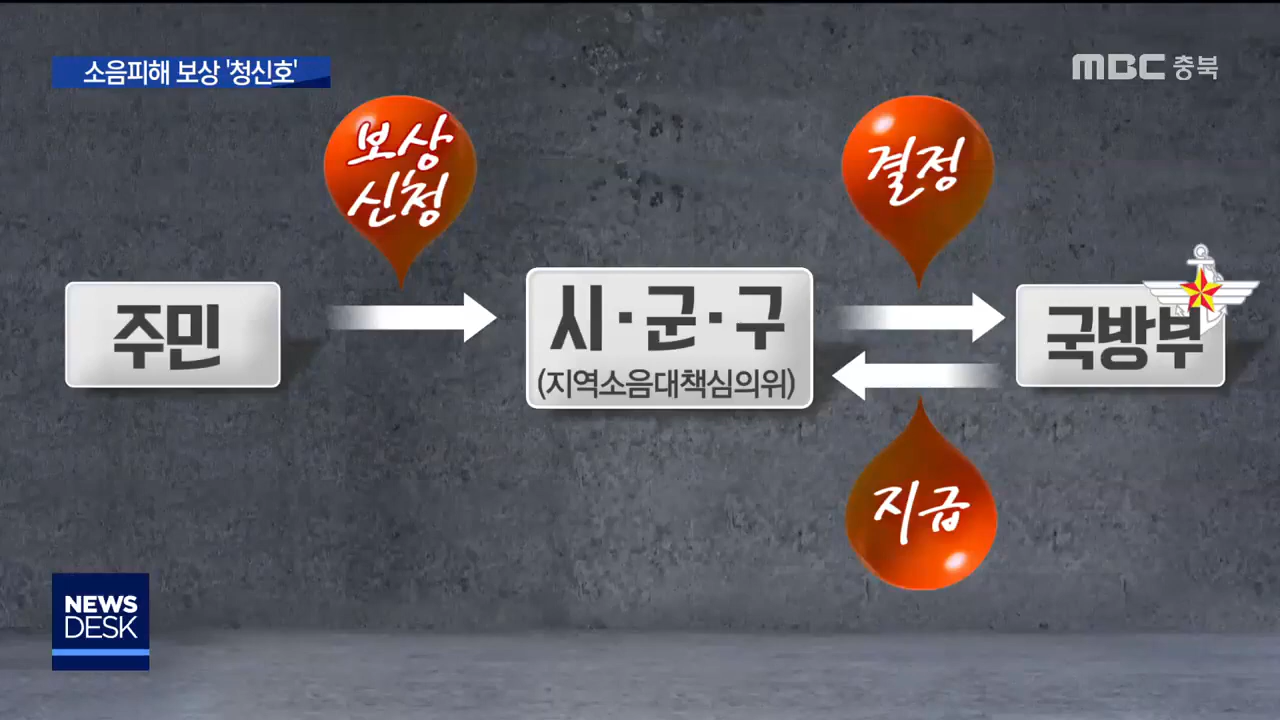 소음피해 보상 '청신호'
MBC 충북
보상
신청
결정
주민
시·군·구
(지역소음대책심의위)
국방부
지급
NEWS
DESK